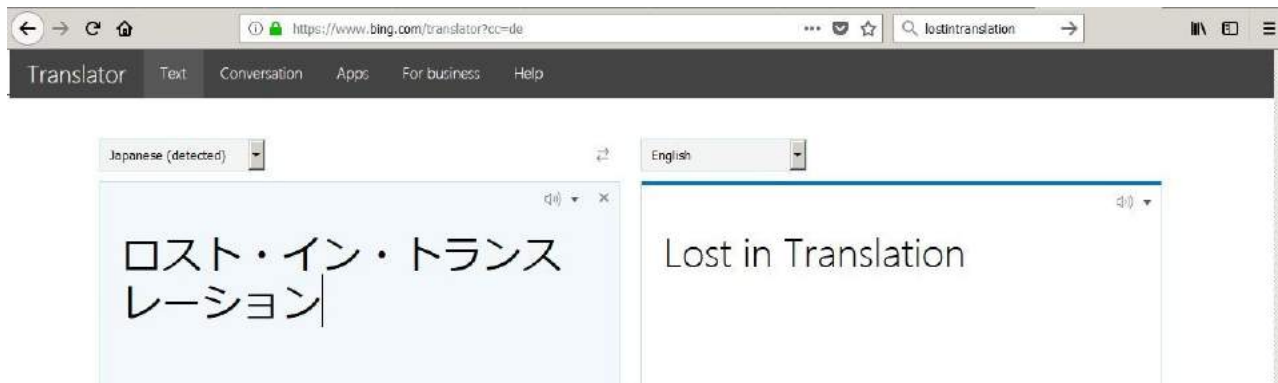 https://www.bing.com/translator?cc=de
lostintranslation
Translator Text Conversation Apps For business Help
Japanese (detected)
English
ロスト・イン・トランス
レーション
Lost in Translation